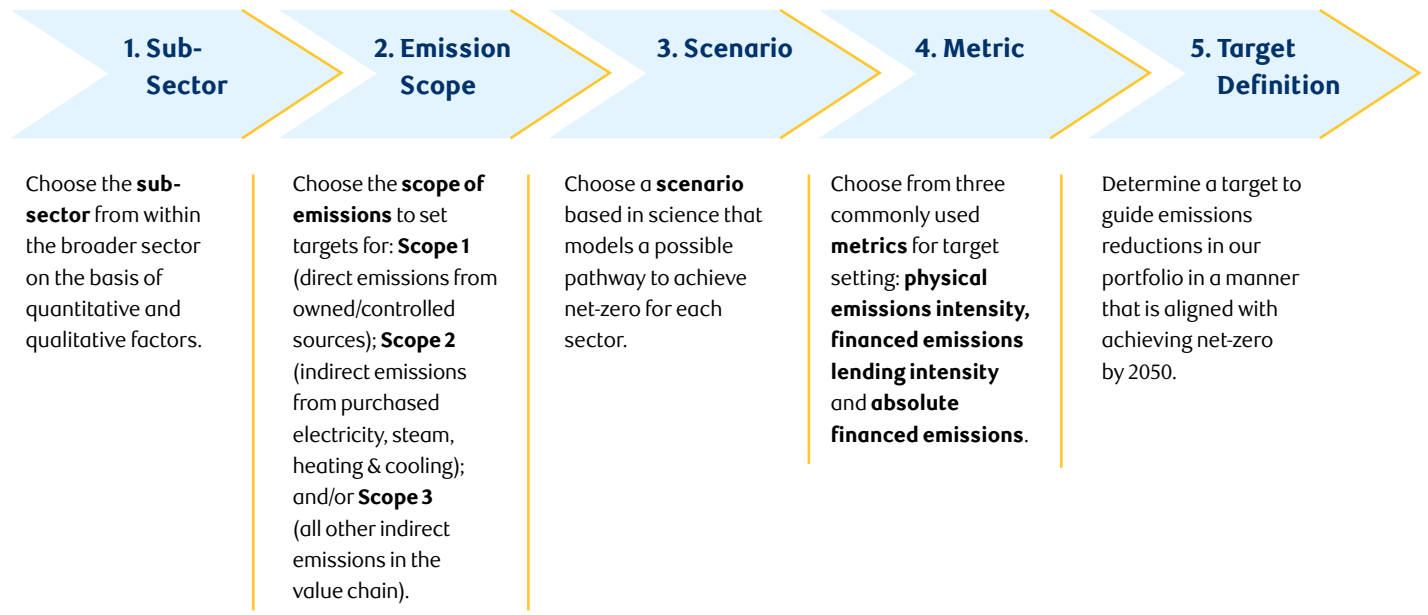 1. Sub-
Sector
2. Emission
Scope
3. Scenario
4. Metric
5. Target
Definition
Choose the sub-
sector from within
the broader sector
on the basis of
quantitative and
qualitative factors.
Choose the scope of
emissions to set
targets for: Scope 1
(direct emissions from
owned/controlled
sources); Scope 2
(indirect emissions
from purchased
electricity, steam,
heating & cooling);
and/or Scope 3
(all other indirect
emissions in the
value chain).
Choose a scenario
based in science that
models a possible
pathway to achieve
net-zero for each
sector.
Choose from three
commonly used
metrics for target
setting: physical
emissions intensity,
financed emissions
lending intensity
and absolute
financed emissions.
Determine a target to
guide emissions
reductions in our
portfolio in a manner
that is aligned with
achieving net-zero
by 2050.